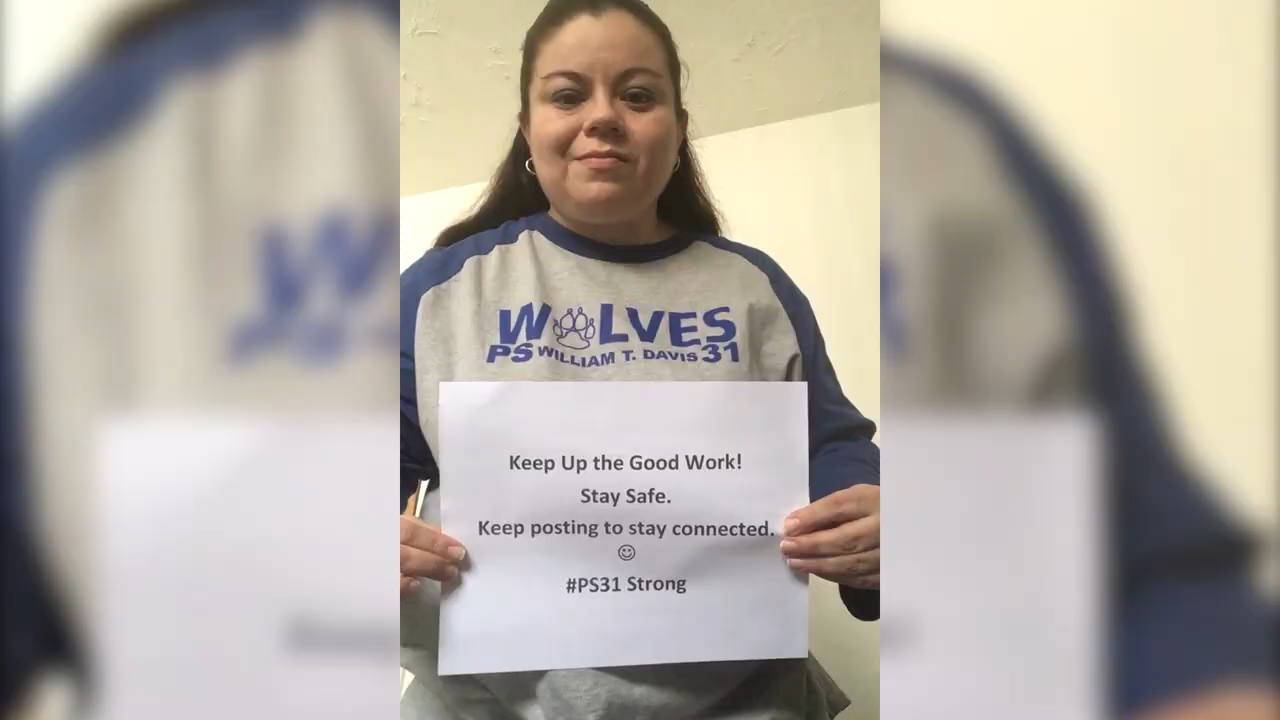 WOLVES
PS WILLIAM T. DAVIS 31
Keep Up the Good Work!
Stay Safe.
Keep posting to stay connected.
☺
#PS31 Strong